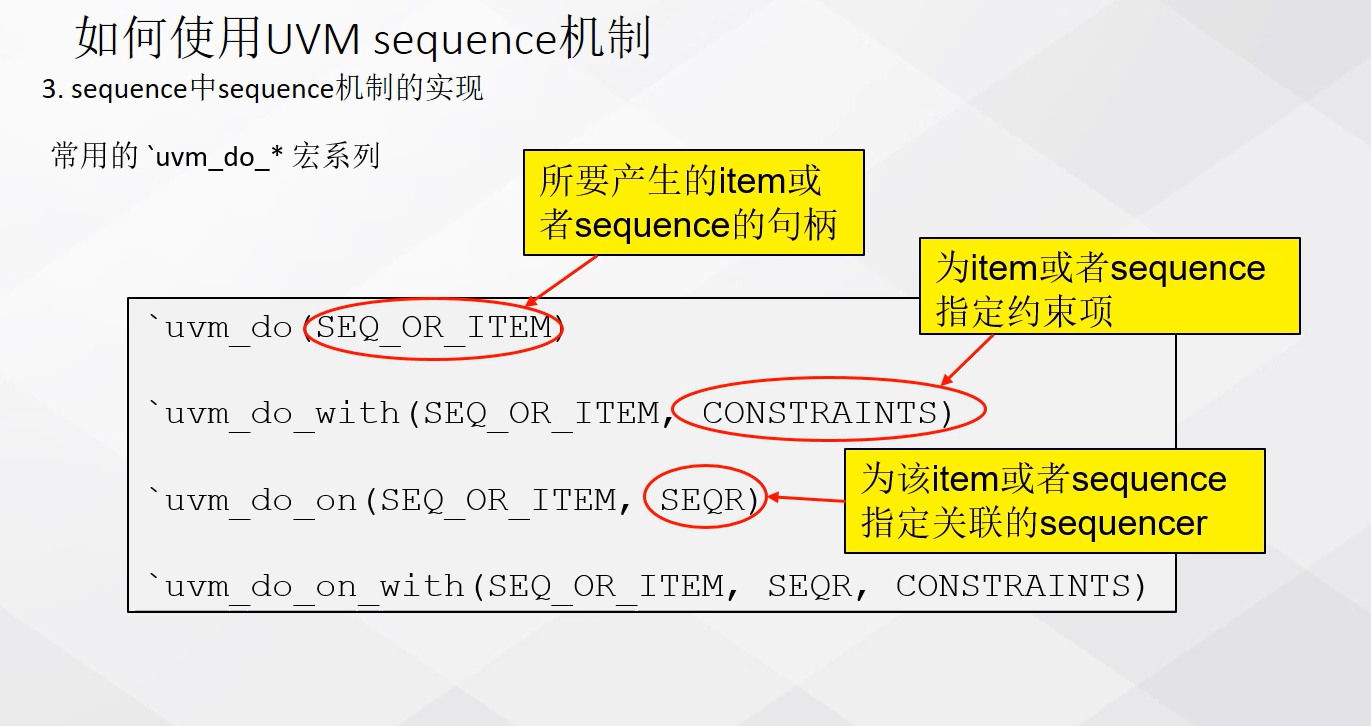 如何使用UVM sequence机制
3. sequence中sequence机制的实现
常用的 `uvm_do_* 宏系列
所要产生的item或
者sequence的句柄
为item或者sequence
指定约束项
`uvm_do(SEQ_OR_ITEM)
`uvm_do_with(SEQ_OR_ITEM, CONSTRAINTS)
为该item或者sequence
指定关联的sequencer
`uvm_do_on(SEQ_OR_ITEM, SEQR)
`uvm_do_on_with(SEQ_OR_ITEM, SEQR, CONSTRAINTS)